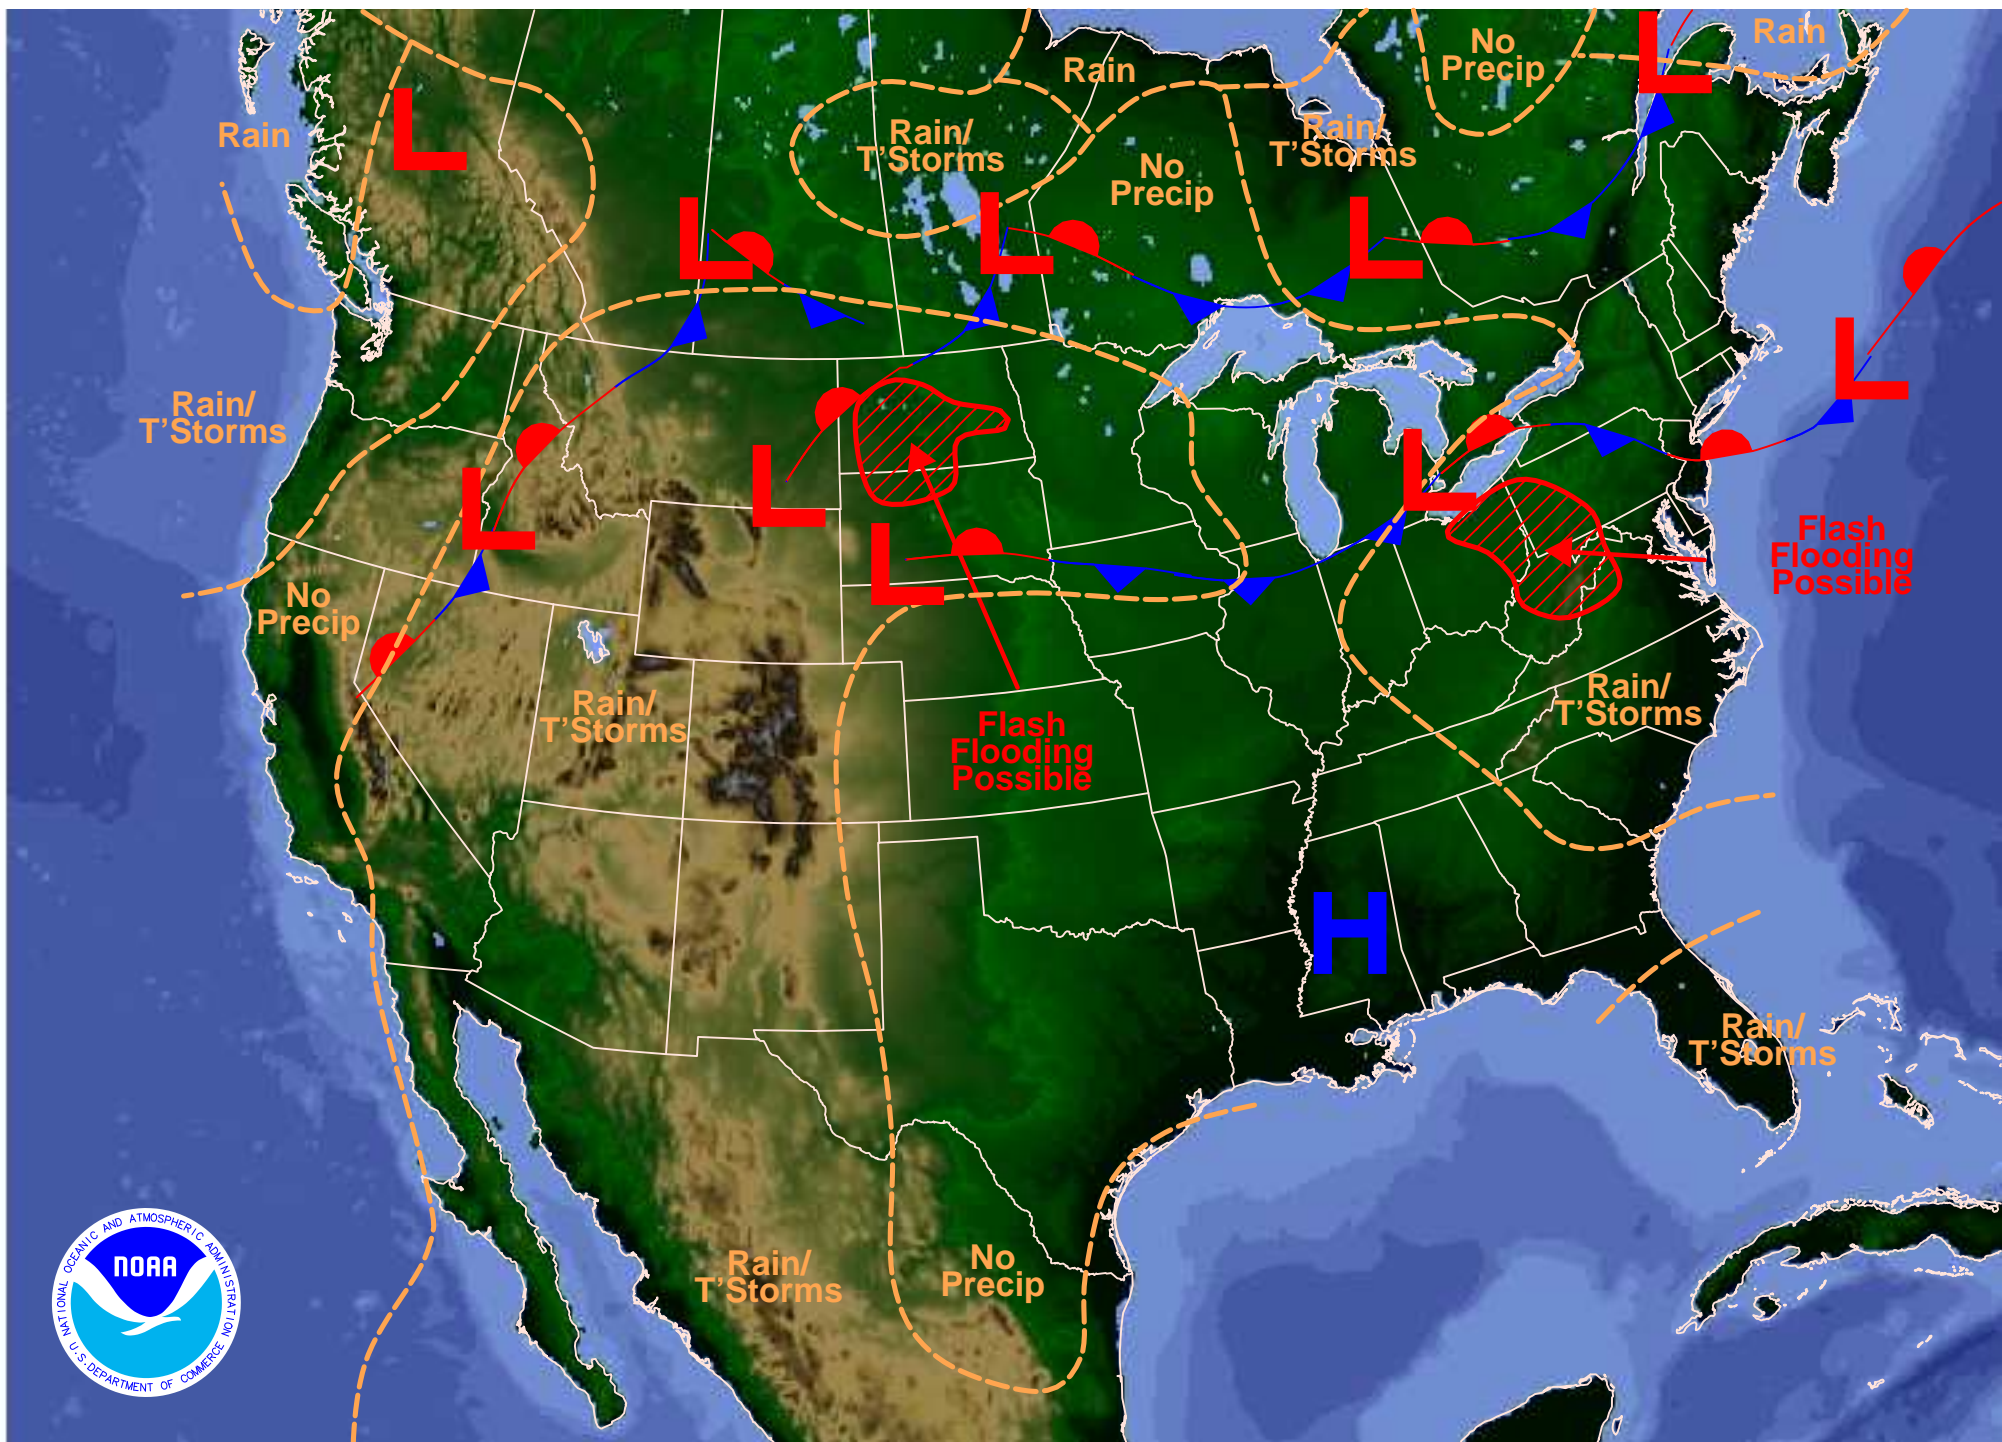 Rain
No
Precip
Rain
Rain
Rain/
T'Storms
Rain/
T'Storms
No
Precip
L
L
L
L
L
L
Rain/
T'Storms
L
L
L
L
L
Flash
Flooding
Possible
No
Precip
Rain/
T'Storms
Rain/
T'Storms
Flash
Flooding
Possible
H
Rain/
T'Storms
Rain/
T'Storms
No
Precip
NATIONAL OCEANIC AND ATMOSPHERIC ADMINISTRATION
NOAA
U.S. DEPARTMENT OF COMMERCE